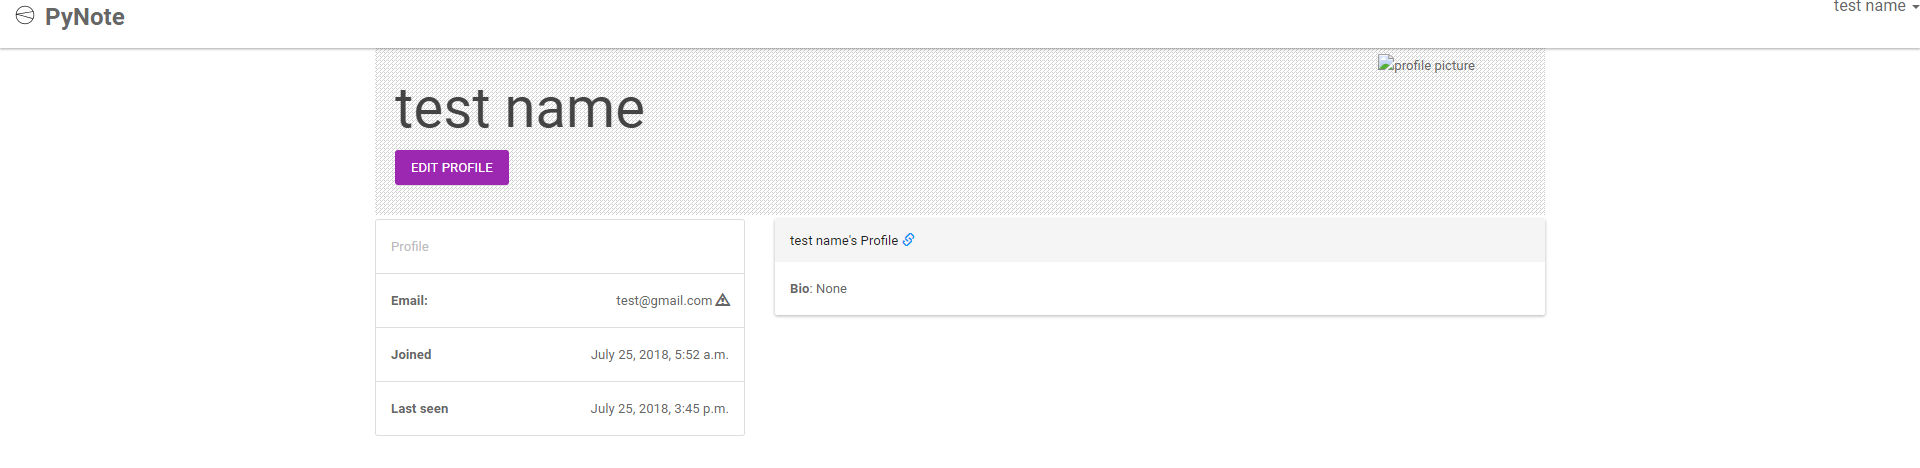 PyNote
test name
profile picture
test name
EDIT PROFILE
Profile
Email: test@gmail.com
Joined July 25, 2018, 5:52 a.m.
Last seen July 25, 2018, 3:45 p.m.
test name's Profile
Bio: None